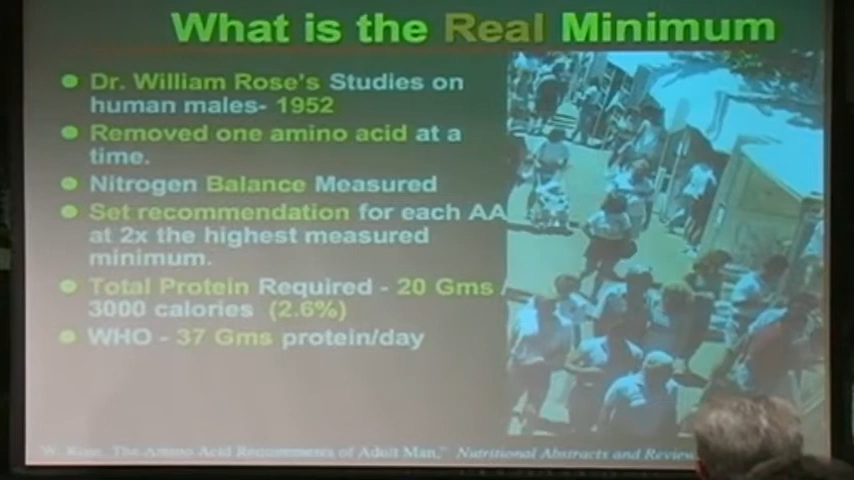 What is the Real Minimum
Dr. William Rose's Studies on
human males- 1952
Removed one amino acid at a
time.
Nitrogen Balance Measured
Set recommendation for each AA
at 2x the highest measured
minimum.
Total Protein Required - 20 Gms /
3000 calories (2.6%)
WHO - 37 Gms protein/day
W. Rose, The Amino Acid Requirements of Adult Man," Nutritional Abstracts and Review